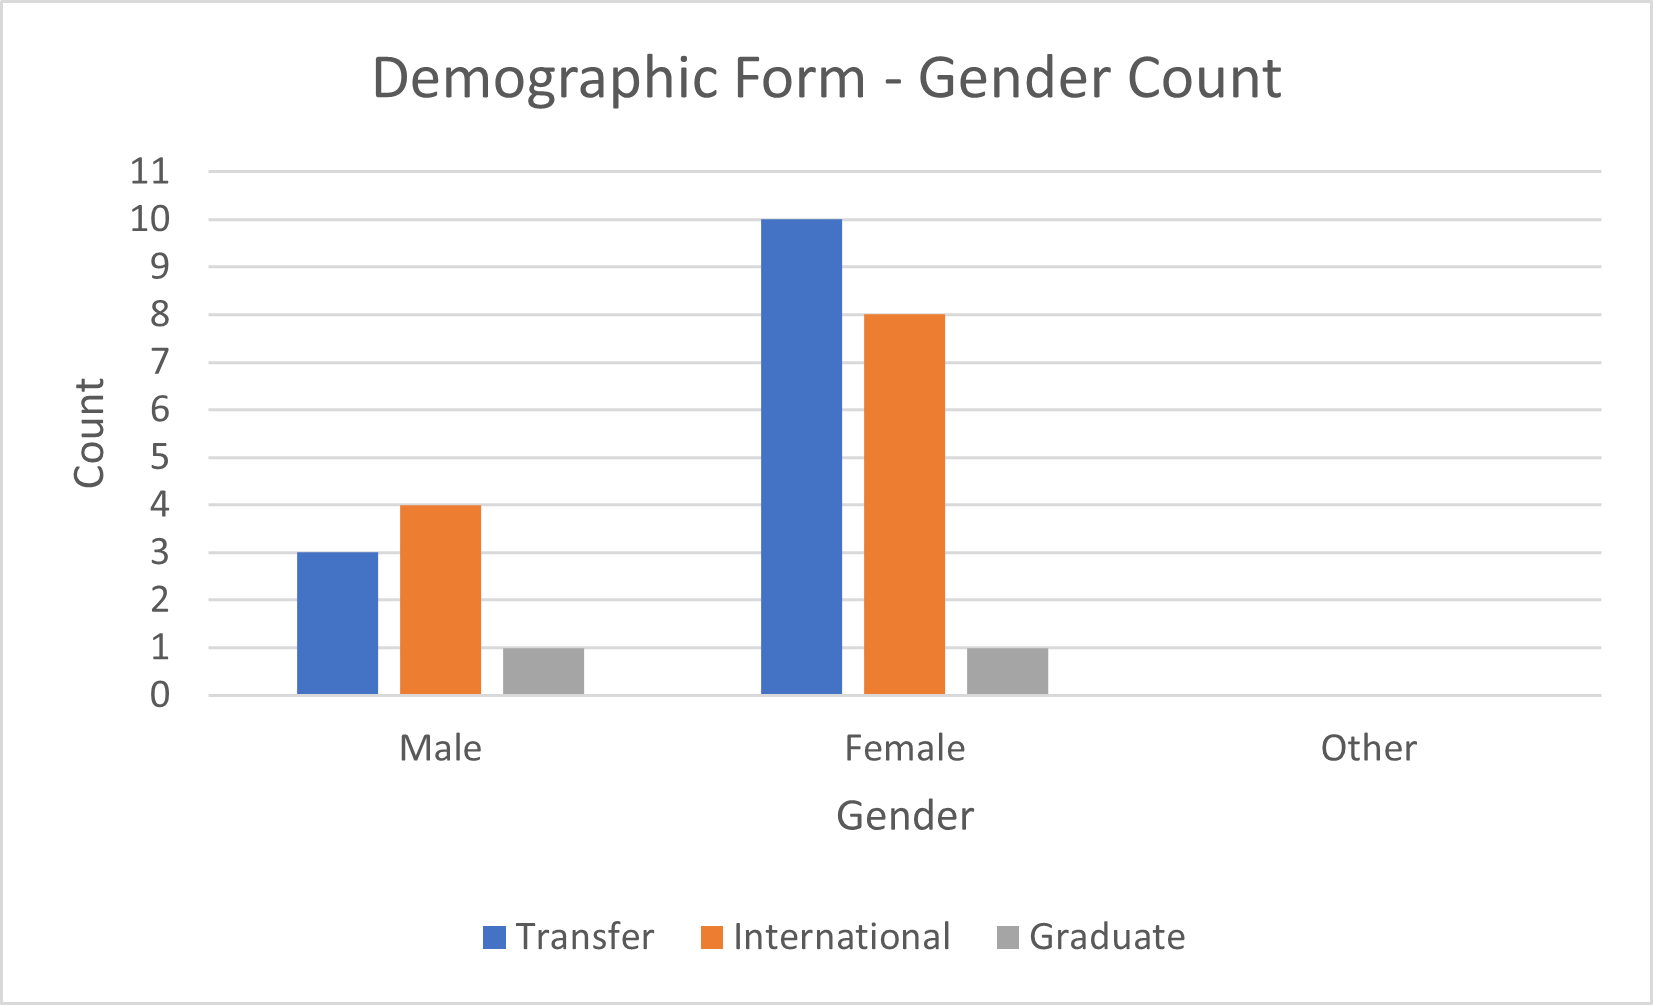 Demographic Form - Gender Count
11
10
9
8
7
6
5
4
3
2
1
0
Count
Male Female Other
Gender
Transfer International Graduate